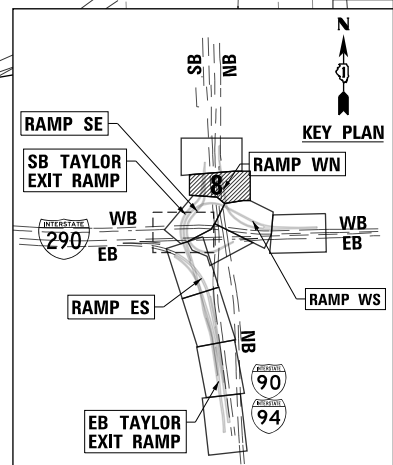 SB
NB
N
1
KEY PLAN
RAMP SE
SB TAYLOR
EXIT RAMP
RAMP WN
8
INTERSTATE
290
WB
EB
WB
EB
RAMP ES
RAMP WS
NB
INTERSTATE
90
INTERSTATE
94
EB TAYLOR
EXIT RAMP